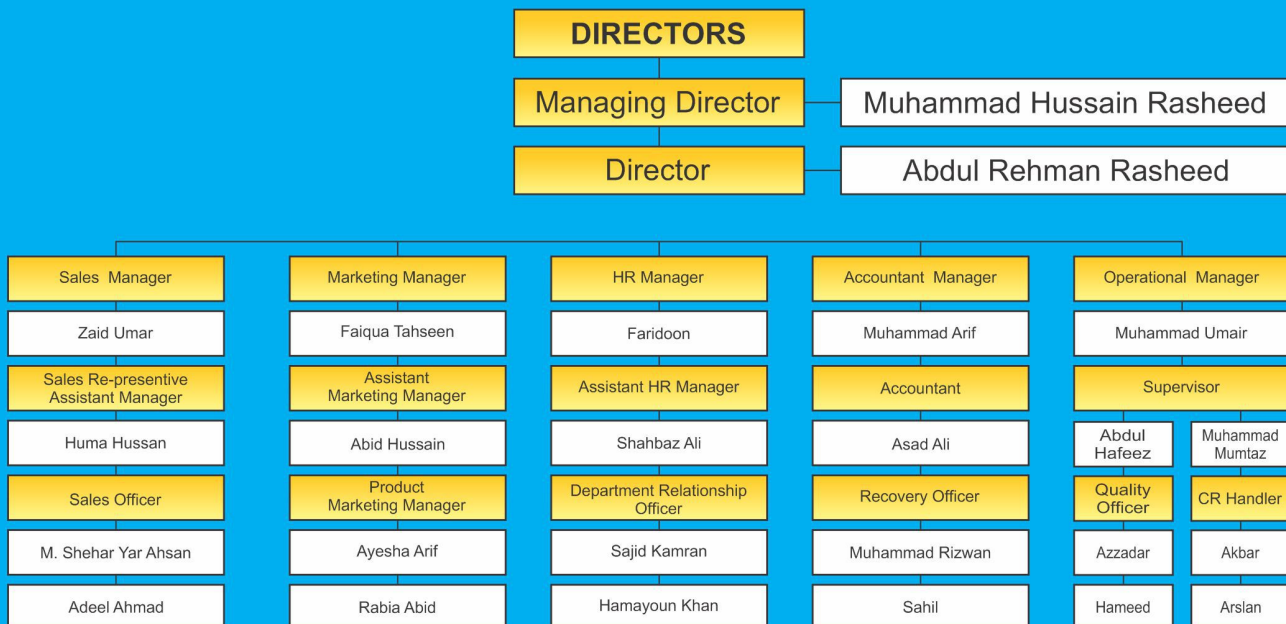 DIRECTORS
Managing Director
Muhammad Hussain Rasheed
Director
Abdul Rehman Rasheed
Sales Manager
Zaid Umar
Sales Re-presentive
Assistant Manager
Huma Hussan
Sales Officer
M. Shehar Yar Ahsan
Adeel Ahmad
Marketing Manager
Faiqua Tahseen
Assistant
Marketing Manager
Abid Hussain
Product
Marketing Manager
Ayesha Arif
Rabia Abid
HR Manager
Faridoon
Assistant HR Manager
Shahbaz Ali
Department Relationship
Officer
Sajid Kamran
Hamayoun Khan
Accountant Manager
Muhammad Arif
Accountant
Asad Ali
Recovery Officer
Muhammad Rizwan
Sahil
Operational Manager
Muhammad Umair
Supervisor
Abdul
Hafeez
Quality
Officer
Azzadar
Hameed
Muhammad
Mumtaz
CR Handler
Akbar
Arslan